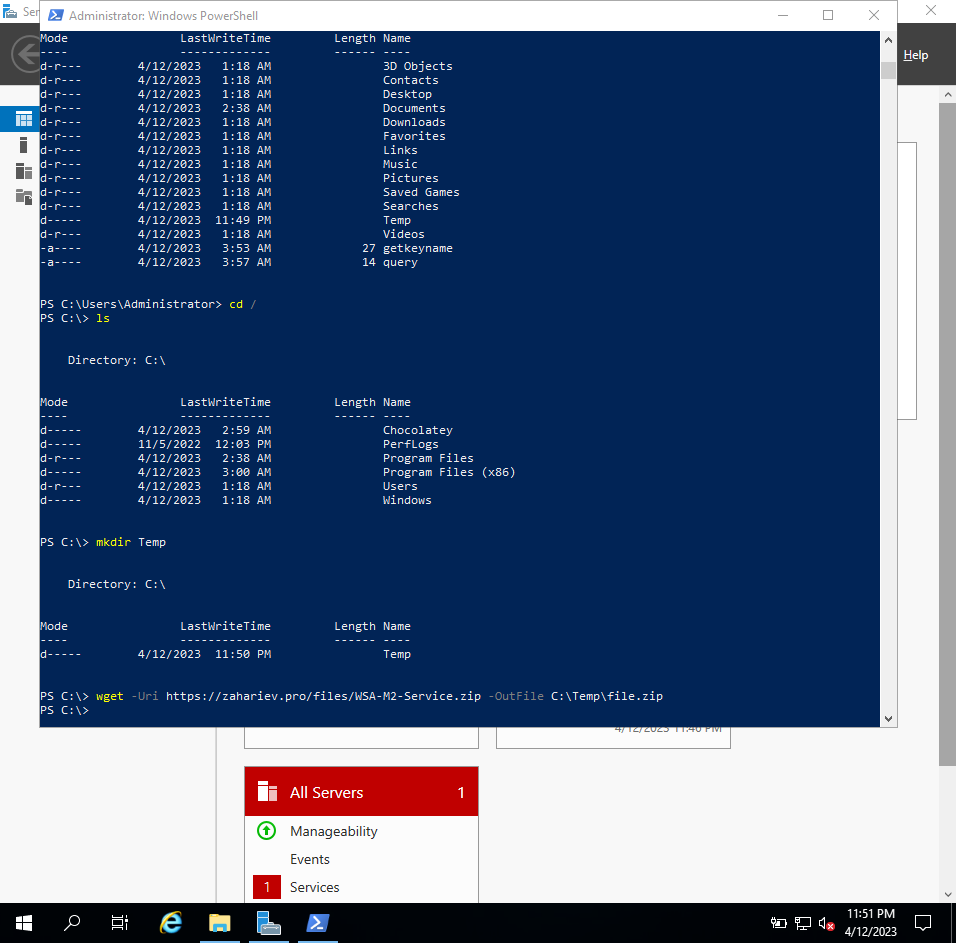 Ser
Administrator: Windows PowerShell
Help
Mode LastWriteTime Length Name
---- ------------- ------ ----
d-r--- 4/12/2023 1:18 AM 3D Objects
d-r--- 4/12/2023 1:18 AM Contacts
d-r--- 4/12/2023 1:18 AM Desktop
d-r--- 4/12/2023 2:38 AM Documents
d-r--- 4/12/2023 1:18 AM Downloads
d-r--- 4/12/2023 1:18 AM Favorites
d-r--- 4/12/2023 1:18 AM Links
d-r--- 4/12/2023 1:18 AM Music
d-r--- 4/12/2023 1:18 AM Pictures
d-r--- 4/12/2023 1:18 AM Saved Games
d-r--- 4/12/2023 1:18 AM Searches
d----- 4/12/2023 11:49 PM Temp
d-r--- 4/12/2023 1:18 AM Videos
-a---- 4/12/2023 3:53 AM 27 getkeyname
-a---- 4/12/2023 3:57 AM 14 query
PS C:\Users\Administrator> cd /
PS C:\> ls
Directory: C:\
Mode LastWriteTime Length Name
---- ------------- ------ ----
d----- 4/12/2023 2:59 AM Chocolatey
d----- 11/5/2022 12:03 PM PerfLogs
d-r--- 4/12/2023 2:38 AM Program Files
d----- 4/12/2023 3:00 AM Program Files (x86)
d-r--- 4/12/2023 1:18 AM Users
d----- 4/12/2023 1:18 AM Windows
PS C:\> mkdir Temp
Directory: C:\
Mode LastWriteTime Length Name
---- ------------- ------ ----
d----- 4/12/2023 11:50 PM Temp
PS C:\> wget -Uri https://zahariev.pro/files/WSA-M2-Service.zip -OutFile C:\Temp\file.zip
PS C:\>
4/12/2023 11:46 PM
All Servers 1
Manageability
Events
1 Services
11:51 PM
4/12/2023